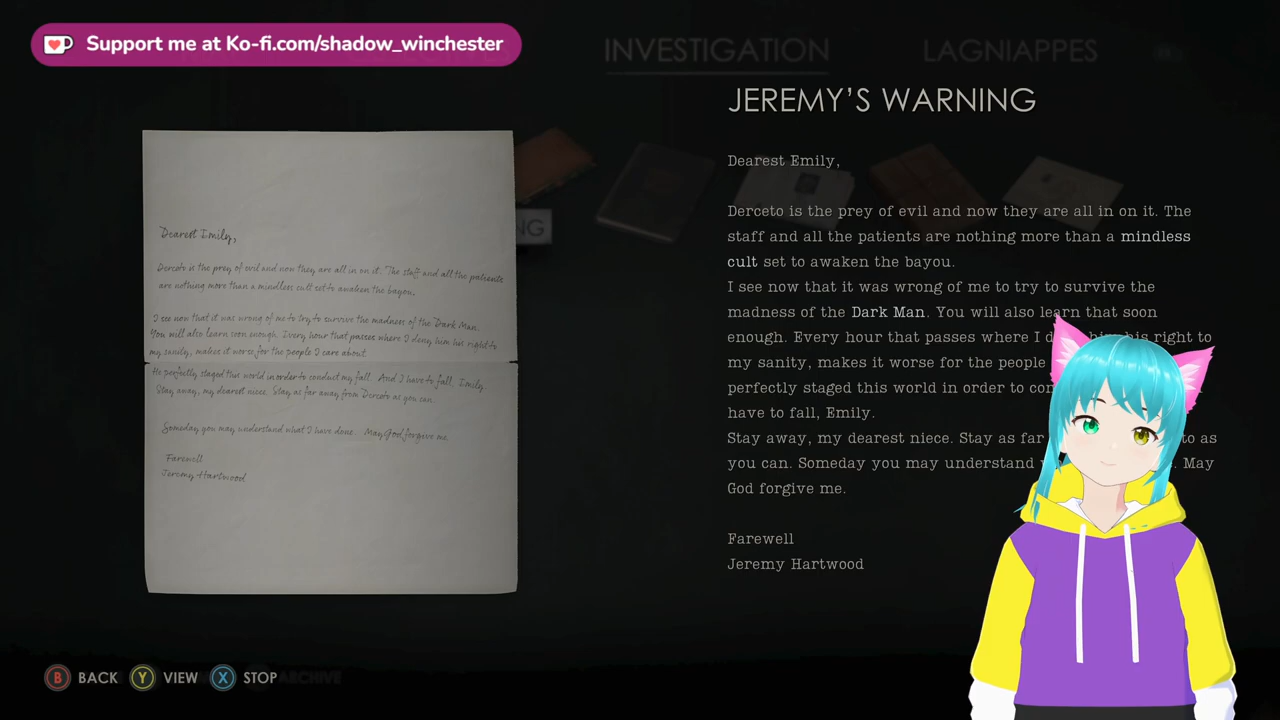 Support me at Ko-fi.com/shadow_winchester
INVESTIGATION
LAGNIAPPES
Dearest Emily,
Derceto is the prey of evil and now they are all in on it. The staff and all the patients
are nothing more than a mindless cult set to awaken the bayou.
I see now that it was wrong of me to try to survive the madness of the Dark Man.
You will also learn soon enough. Every hour that passes where I deny him his right to
my sanity, makes it worse for the people I care about.
He perfectly staged this world in order to conduct my fall. And I have to fall, Emily.
Stay away, my dearest niece. Stay as far away from Derceto as you can.
Someday you may understand what I have done. May God forgive me.
Farewell
Jeremy Hartwood
JEREMY'S WARNING
Dearest Emily,
Derceto is the prey of evil and now they are all in on it. The
staff and all the patients are nothing more than a mindless
cult set to awaken the bayou.
I see now that it was wrong of me to try to survive the
madness of the Dark Man. You will also learn that soon
enough. Every hour that passes where I his right to
my sanity, makes it worse for the people
perfectly staged this world in order to
have to fall, Emily.
Stay away, my dearest niece. Stay as far to as
you can. Someday you may understand May
God forgive me.
Farewell
Jeremy Hartwood
B BACK Y VIEW X STOP ARCHIVE